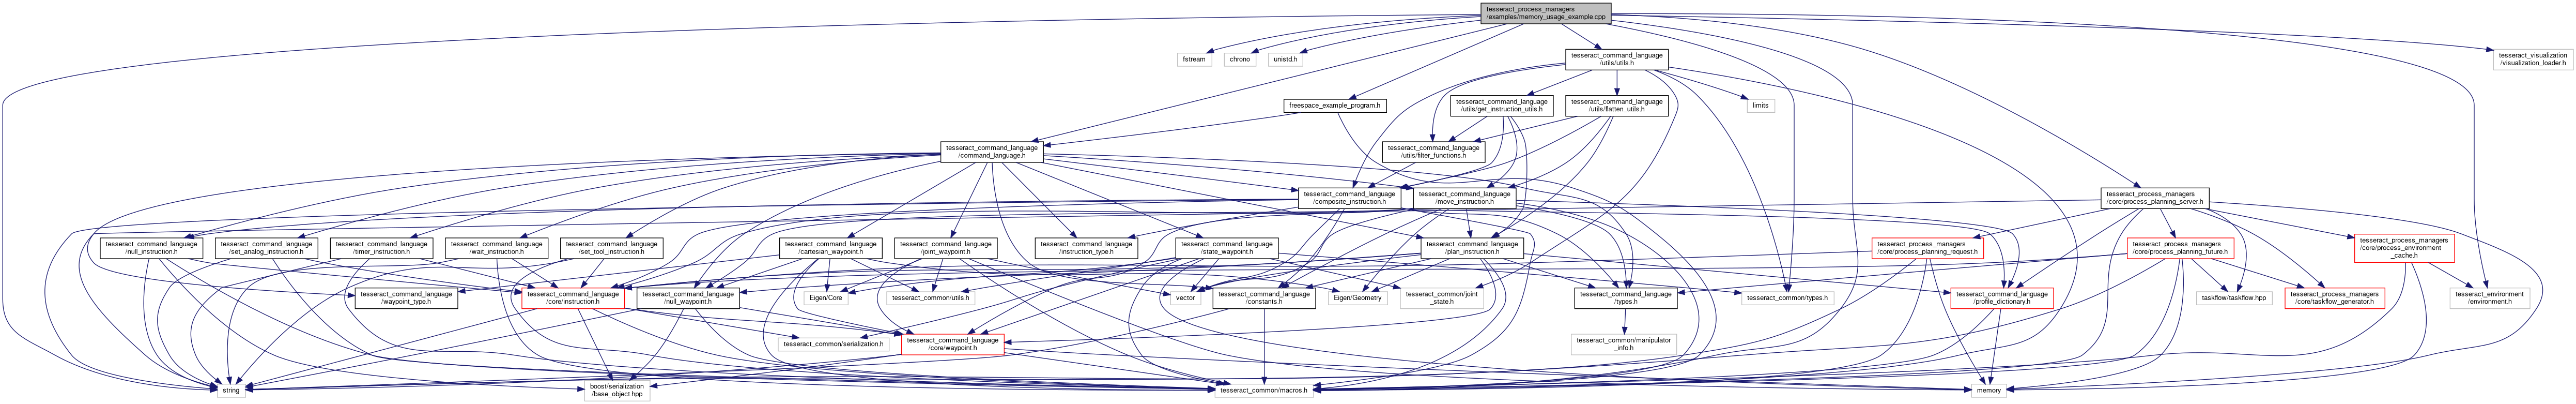 tesseract_process_managers
/examples/memory_usage_example.cpp
fstream
chrono
unistd.h
tesseract_command_language
/utils/utils.h
tesseract_visualization
/visualization_loader.h
freespace_example_program.h
tesseract_command_language
/utils/get_instruction_utils.h
tesseract_command_language
/utils/flatten_utils.h
limits
tesseract_command_language
/command_language.h
tesseract_command_language
/utils/filter_functions.h
tesseract_command_language
/composite_instruction.h
tesseract_command_language
/move_instruction.h
tesseract_process_managers
/core/process_planning_server.h
tesseract_command_language
/null_instruction.h
tesseract_command_language
/set_analog_instruction.h
tesseract_command_language
/timer_instruction.h
tesseract_command_language
/wait_instruction.h
tesseract_command_language
/set_tool_instruction.h
tesseract_command_language
/cartesian_waypoint.h
tesseract_command_language
/joint_waypoint.h
tesseract_command_language
/instruction_type.h
tesseract_command_language
/state_waypoint.h
tesseract_command_language
/plan_instruction.h
tesseract_process_managers
/core/process_planning_request.h
tesseract_process_managers
/core/process_planning_future.h
tesseract_process_managers
/core/process_environment
_cache.h
tesseract_command_language
/waypoint_type.h
tesseract_command_language
/core/instruction.h
tesseract_command_language
/null_waypoint.h
Eigen/Core
tesseract_common/utils.h
vector
tesseract_command_language
/constants.h
Eigen/Geometry
tesseract_common/joint
_state.h
tesseract_command_language
/types.h
tesseract_common/types.h
tesseract_command_language
/profile_dictionary.h
taskflow/taskflow.hpp
tesseract_process_managers
/core/taskflow_generator.h
tesseract_environment
/environment.h
tesseract_common/serialization.h
tesseract_command_language
/core/waypoint.h
tesseract_common/manipulator
_info.h
string
boost/serialization
/base_object.hpp
tesseract_common/macros.h
memory